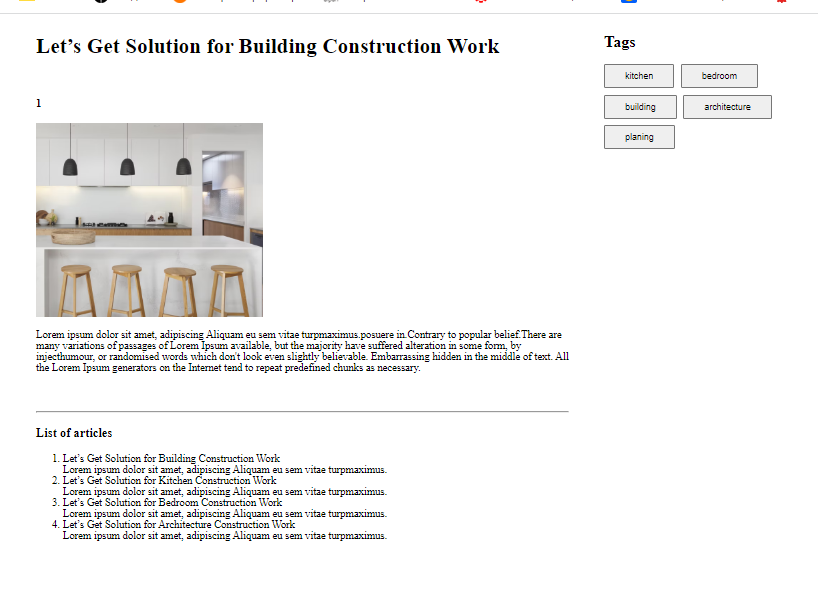 Let’s Get Solution for Building Construction Work
1
Lorem ipsum dolor sit amet, adipiscing Aliquam eu sem vitae turpmaximus.posuere in.Contrary to popular belief.There are
many variations of passages of Lorem Ipsum available, but the majority have suffered alteration in some form, by
injecthumour, or randomised words which don't look even slightly believable. Embarrassing hidden in the middle of text. All
the Lorem Ipsum generators on the Internet tend to repeat predefined chunks as necessary.
List of articles
1. Let’s Get Solution for Building Construction Work
Lorem ipsum dolor sit amet, adipiscing Aliquam eu sem vitae turpmaximus.
2. Let’s Get Solution for Kitchen Construction Work
Lorem ipsum dolor sit amet, adipiscing Aliquam eu sem vitae turpmaximus.
3. Let’s Get Solution for Bedroom Construction Work
Lorem ipsum dolor sit amet, adipiscing Aliquam eu sem vitae turpmaximus.
4. Let’s Get Solution for Architecture Construction Work
Lorem ipsum dolor sit amet, adipiscing Aliquam eu sem vitae turpmaximus.
Tags
kitchen bedroom
building architecture
planing